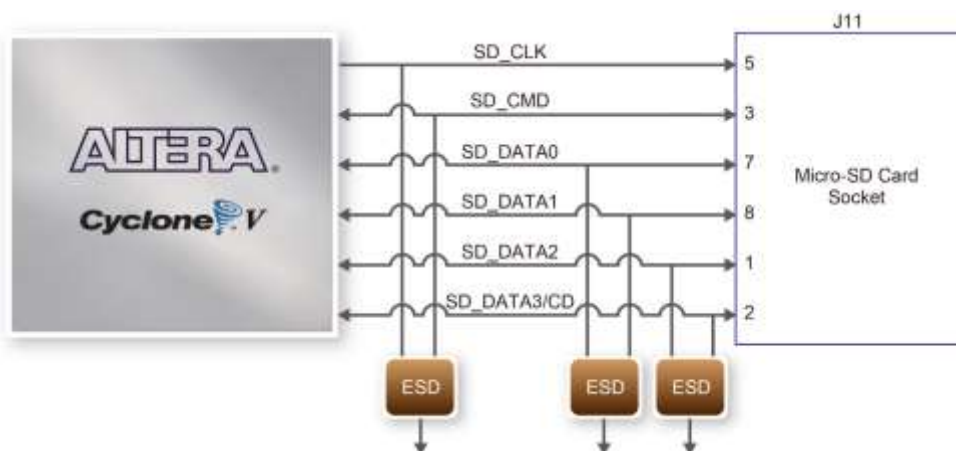 J11
SD_CLK 5
SD_CMD 3
SD_DATA0 7
SD_DATA1 8
SD_DATA2 1
SD_DATA3/CD 2
ALTERA®
Cyclone V
Micro-SD Card
Socket
ESD ESD ESD